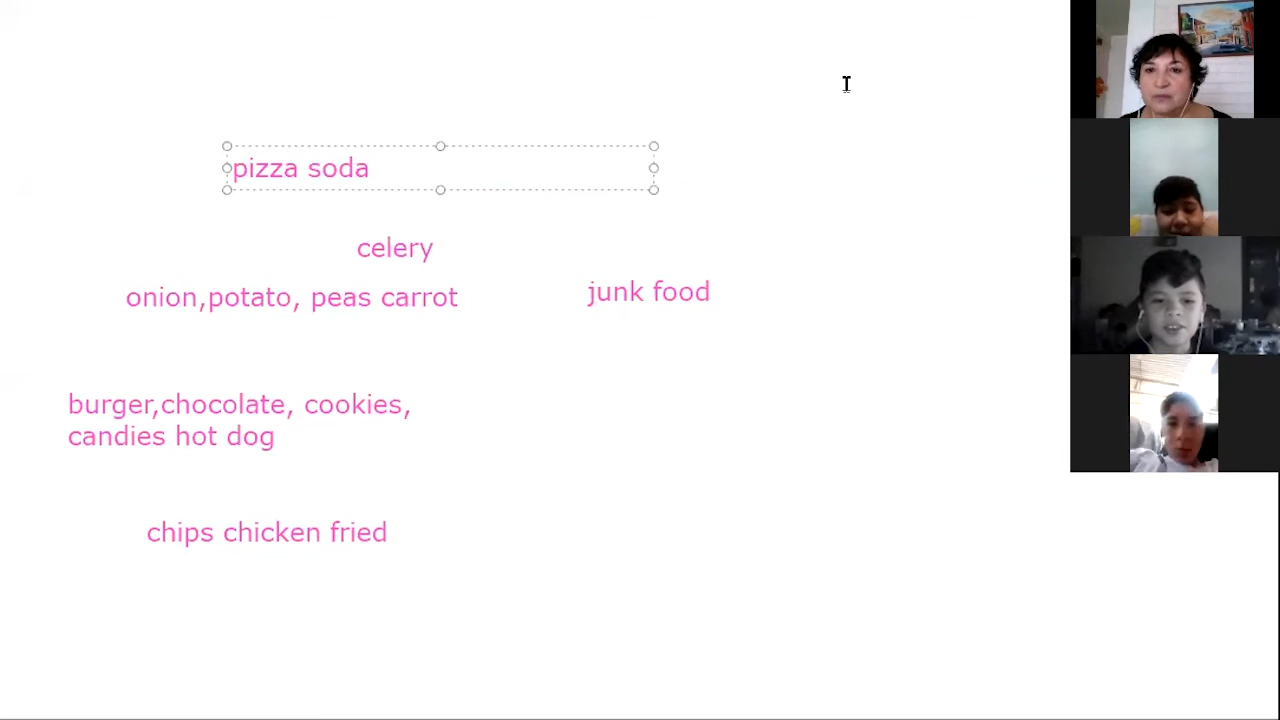 pizza soda
celery
junk food
onion,potato, peas carrot
burger,chocolate, cookies,
candies hot dog
chips chicken fried